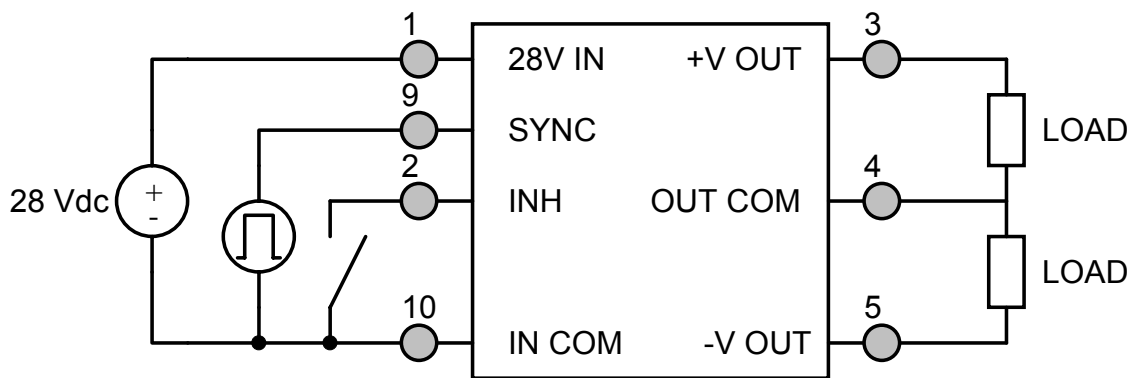 1
3
28V IN
+V OUT
9
SYNC
LOAD
2
4
28 Vdc
+
-
INH
OUT COM
LOAD
10
5
IN COM
-V OUT